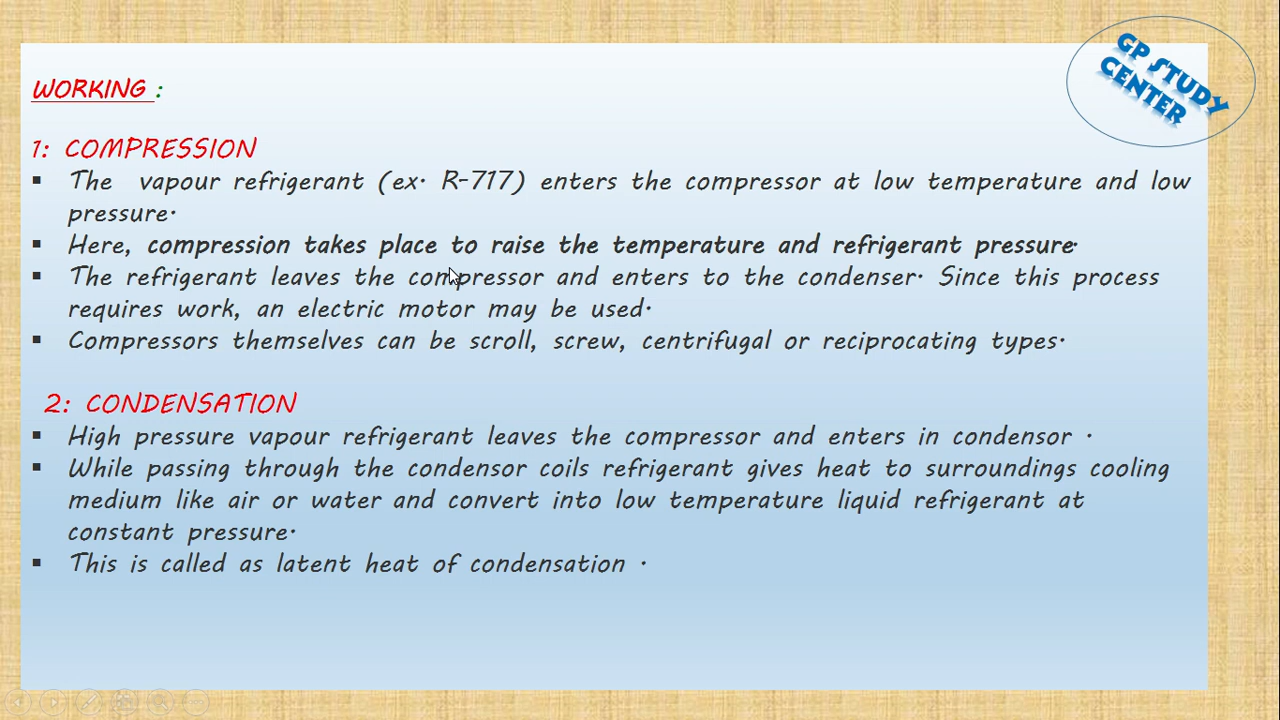 GP STUDY
CENTER
WORKING :
1: COMPRESSION
▪ The vapour refrigerant (ex. R-717) enters the compressor at low temperature and low
pressure.
▪ Here, compression takes place to raise the temperature and refrigerant pressure.
▪ The refrigerant leaves the compressor and enters to the condenser. Since this process
requires work, an electric motor may be used.
▪ Compressors themselves can be scroll, screw, centrifugal or reciprocating types.
2: CONDENSATION
▪ High pressure vapour refrigerant leaves the compressor and enters in condensor .
▪ While passing through the condensor coils refrigerant gives heat to surroundings cooling
medium like air or water and convert into low temperature liquid refrigerant at
constant pressure.
▪ This is called as latent heat of condensation .